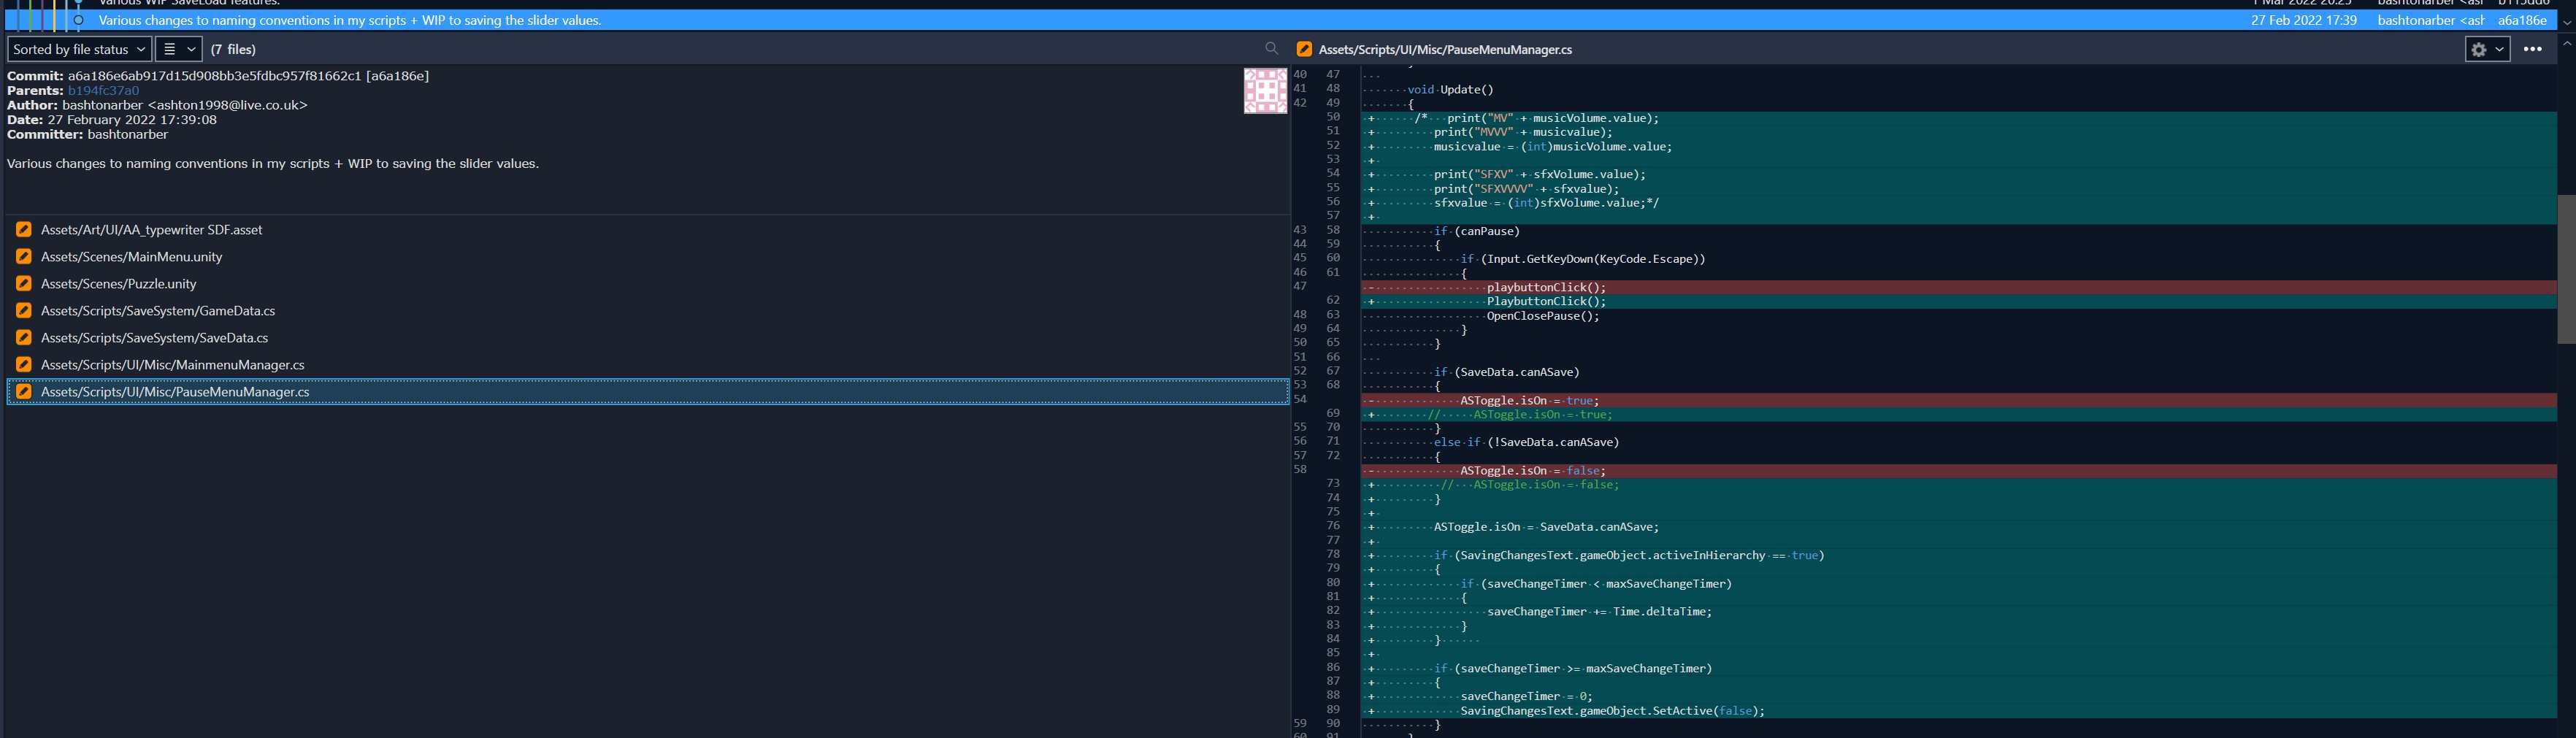 Various WIP SaveLoad features.
1 Mar 2022 20:25 bashtonarber <asł b115dd6
Various changes to naming conventions in my scripts + WIP to saving the slider values.
27 Feb 2022 17:39 bashtonarber <asł a6a186e
Sorted by file status (7 files)
Commit: a6a186e6ab917d15d908bb3e5fdbc957f81662c1 [a6a186e]
Parents: b194fc37a0
Author: bashtonarber <ashton1998@live.co.uk>
Date: 27 February 2022 17:39:08
Committer: bashtonarber
Various changes to naming conventions in my scripts + WIP to saving the slider values.
Assets/Art/UI/AA_typewriter SDF.asset
Assets/Scenes/MainMenu.unity
Assets/Scenes/Puzzle.unity
Assets/Scripts/SaveSystem/GameData.cs
Assets/Scripts/SaveSystem/SaveData.cs
Assets/Scripts/UI/Misc/MainmenuManager.cs
Assets/Scripts/UI/Misc/PauseMenuManager.cs
Assets/Scripts/UI/Misc/PauseMenuManager.cs
40 47
41 48 void Update()
42 49 {
50 + /* print("MV" + musicVolume.value);
51 + print("MVVV" + musicvalue);
52 + musicvalue = (int)musicVolume.value;
53 +
54 + print("SFXV" + sfxVolume.value);
55 + print("SFXVVVV" + sfxvalue);
56 + sfxvalue = (int)sfxVolume.value;*/
57 +
43 58 if (canPause)
44 59 {
45 60 if (Input.GetKeyDown(KeyCode.Escape))
46 61 {
47 - playbuttonClick();
62 + PlaybuttonClick();
48 63 OpenClosePause();
49 64 }
50 65 }
51 66
52 67 if (SaveData.canASave)
53 68 {
54 - ASToggle.isOn = true;
69 + // ASToggle.isOn = true;
55 70 }
56 71 else if (!SaveData.canASave)
57 72 {
58 - ASToggle.isOn = false;
73 + // ASToggle.isOn = false;
74 + }
75 +
76 + ASToggle.isOn = SaveData.canASave;
77 +
78 + if (SavingChangesText.gameObject.activeInHierarchy == true)
79 + {
80 + if (saveChangeTimer < maxSaveChangeTimer)
81 + {
82 + saveChangeTimer += Time.deltaTime;
83 + }
84 + }
85 +
86 + if (saveChangeTimer >= maxSaveChangeTimer)
87 + {
88 + saveChangeTimer = 0;
89 + SavingChangesText.gameObject.SetActive(false);
59 90 }
60 91 }